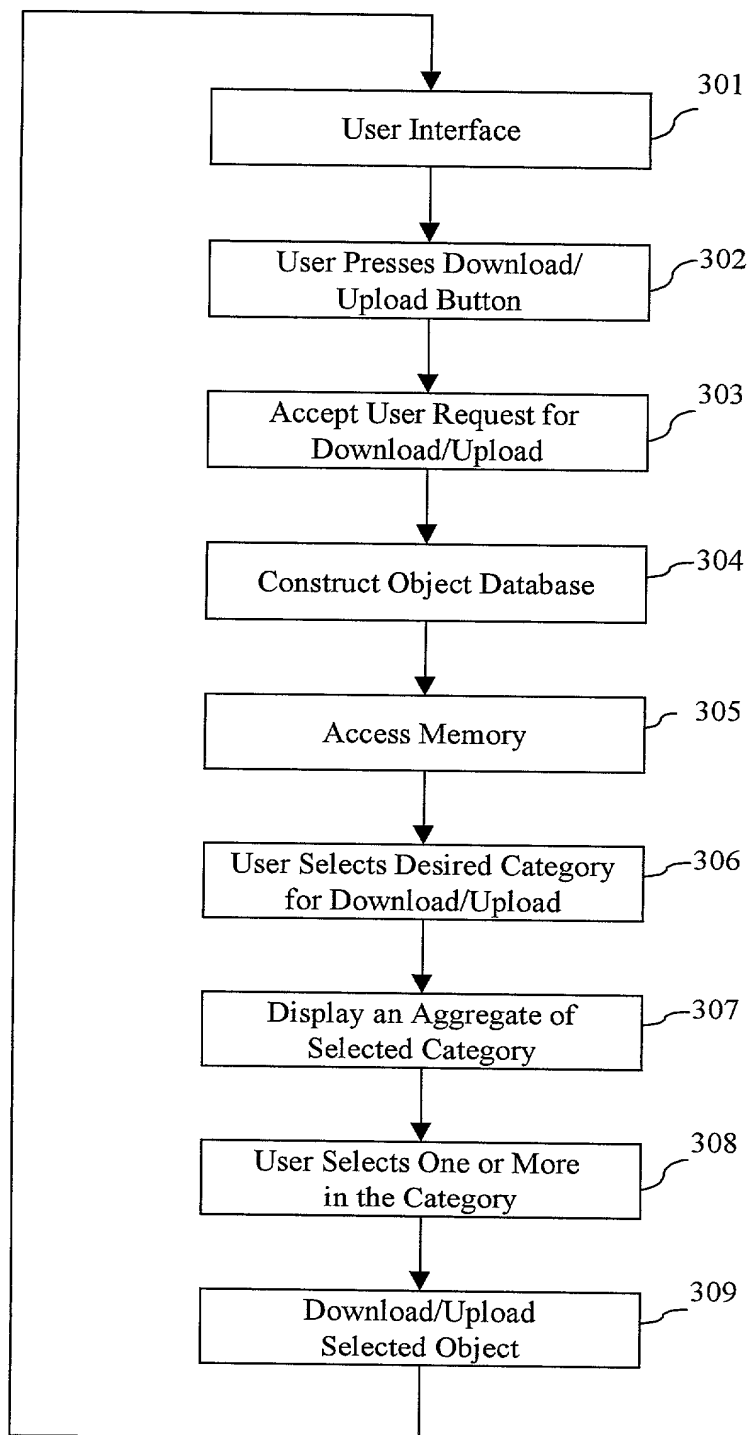 301
User Interface
User Presses Download/
Upload Button
302
Accept User Request for
Download/Upload
303
Construct Object Database
304
Access Memory
305
User Selects Desired Category
for Download/Upload
306
Display an Aggregate of
Selected Category
307
User Selects One or More
in the Category
308
Download/Upload
Selected Object
309